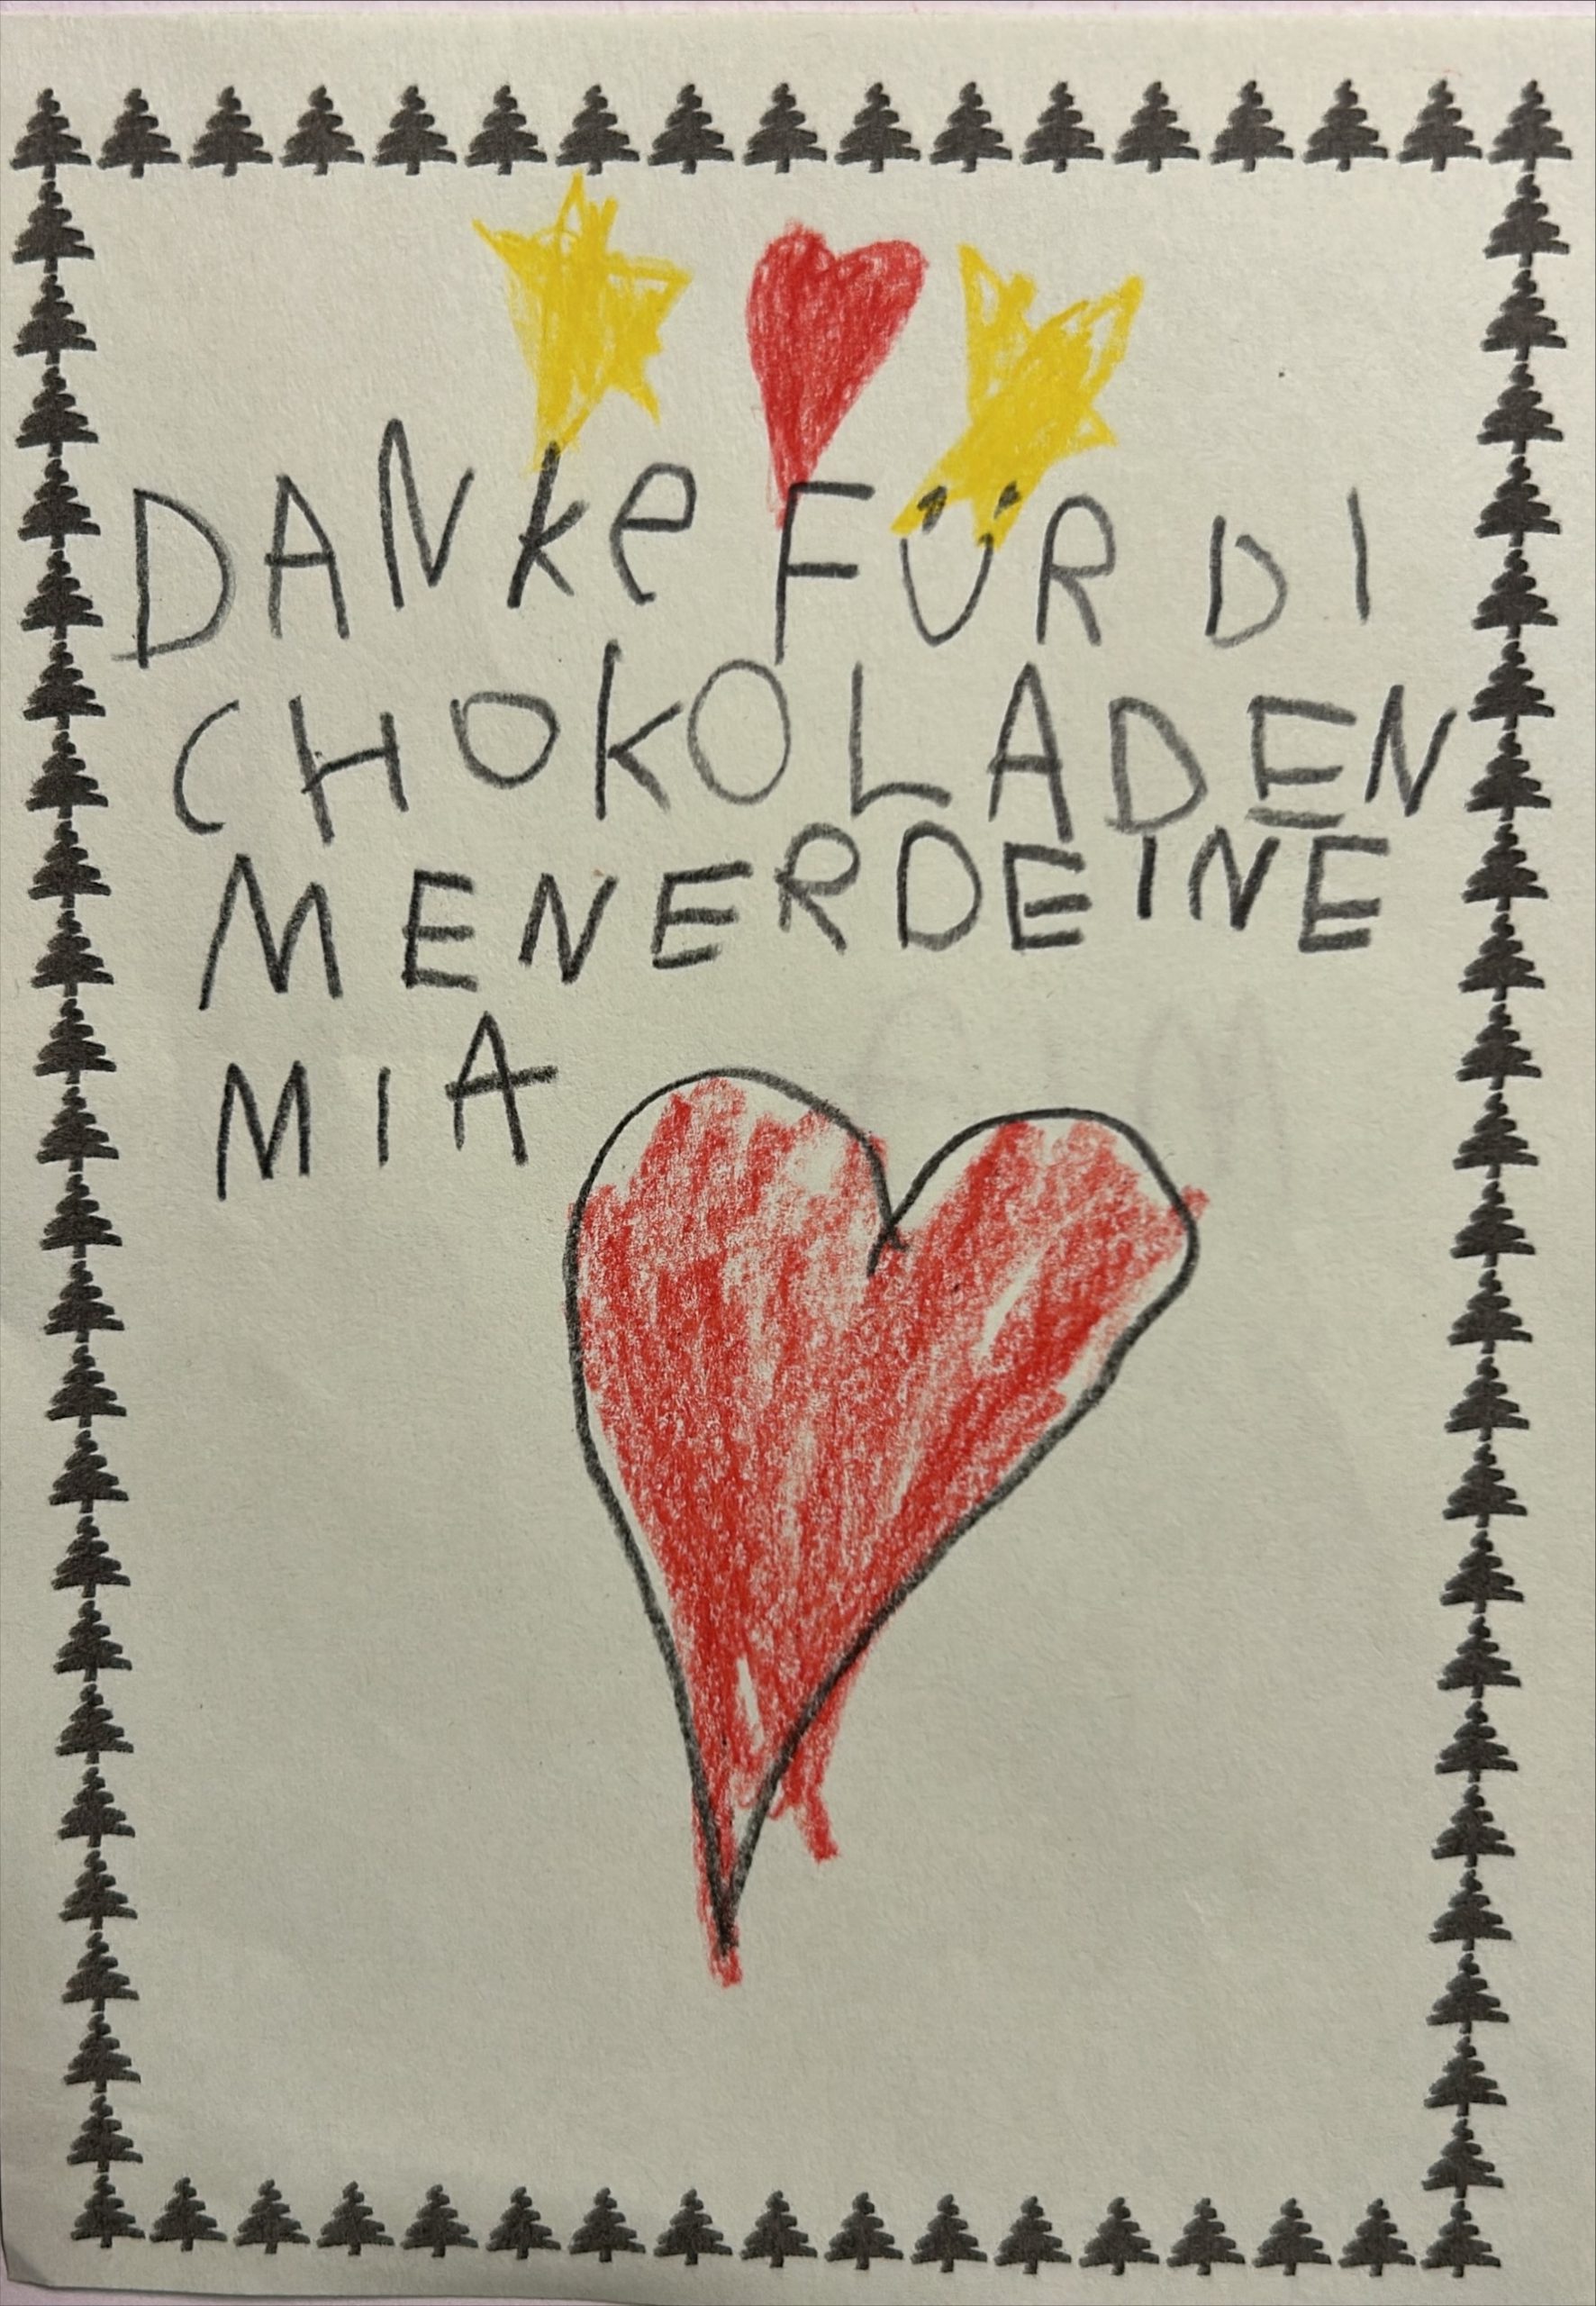 DANke FÜR DI
CHOkOLADEN
MENERDEINE
MIA